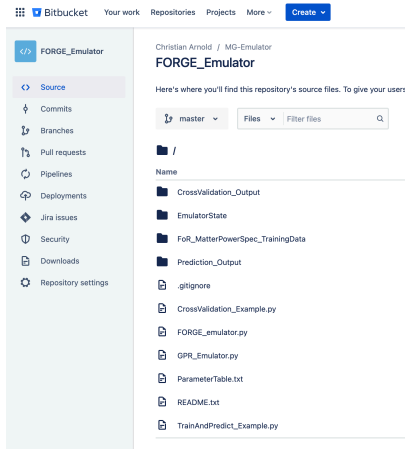 Bitbucket Your work Repositories Projects More Create
FORGE_Emulator
Source
Commits
Branches
Pull requests
Pipelines
Deployments
Jira issues
Security
Downloads
Repository settings
Christian Arnold / MG-Emulator
FORGE_Emulator
Here's where you'll find this repository's source files. To give your users
master Files Filter files
/
Name
CrossValidation_Output
EmulatorState
FoR_MatterPowerSpec_TrainingData
Prediction_Output
.gitignore
CrossValidation_Example.py
FORGE_emulator.py
GPR_Emulator.py
ParameterTable.txt
README.txt
TrainAndPredict_Example.py